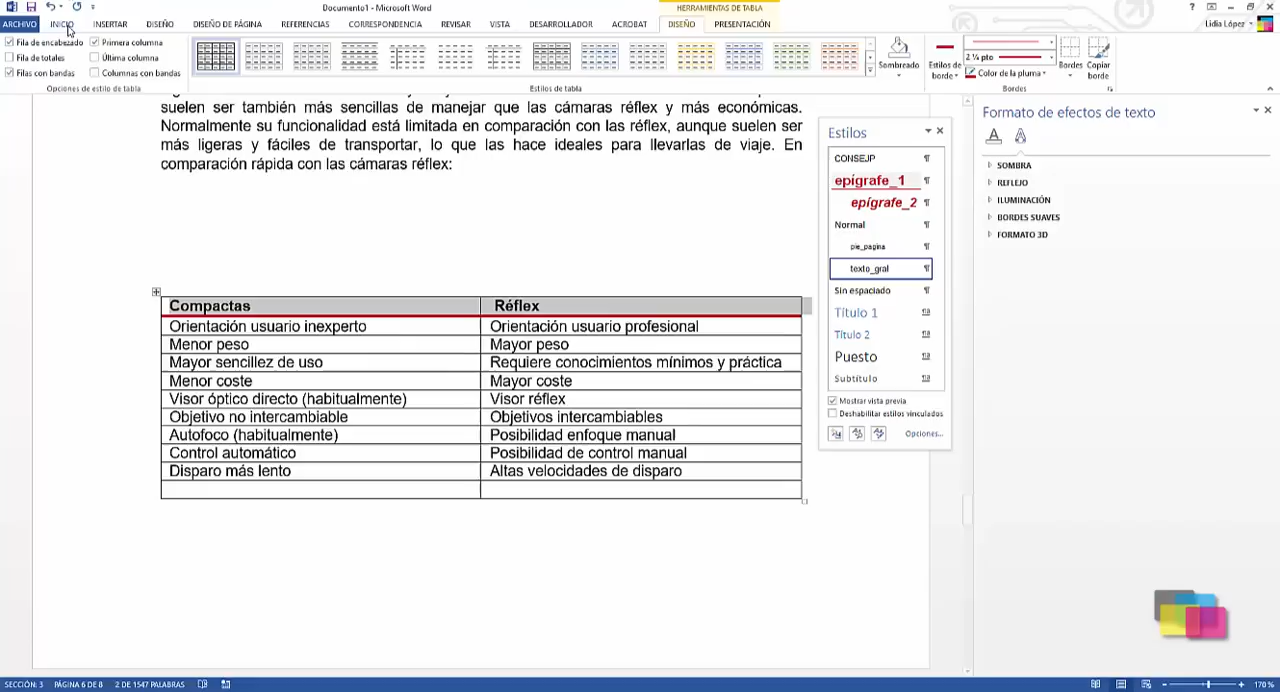 Documento1 - Microsoft Word
HERRAMIENTAS DE TABLA
ARCHIVO INICIO INSERTAR DISEÑO DISEÑO DE PÁGINA REFERENCIAS CORRESPONDENCIA REVISAR VISTA DESARROLLADOR ACROBAT DISEÑO PRESENTACIÓN
Lidia López
Fila de encabezado Primera columna
Fila de totales Última columna
Filas con bandas Columnas con bandas
Opciones de estilo de tabla
Estilos de tabla
Sombreado
Estilos de borde
2 ¼ pto
Color de la pluma
Bordes
Copiar borde
Bordes
suelen ser también más sencillas de manejar que las cámaras réflex y más económicas.
Normalmente su funcionalidad está limitada en comparación con las réflex, aunque suelen ser
más ligeras y fáciles de transportar, lo que las hace ideales para llevarlas de viaje. En
comparación rápida con las cámaras réflex:
Compactas Réflex
Orientación usuario inexperto Orientación usuario profesional
Menor peso Mayor peso
Mayor sencillez de uso Requiere conocimientos mínimos y práctica
Menor coste Mayor coste
Visor óptico directo (habitualmente) Visor réflex
Objetivo no intercambiable Objetivos intercambiables
Autofoco (habitualmente) Posibilidad enfoque manual
Control automático Posibilidad de control manual
Disparo más lento Altas velocidades de disparo
Estilos
CONSEJP
epígrafe_1
epígrafe_2
Normal
pie_pagina
texto_gral
Sin espaciado
Título 1
Título 2
Puesto
Subtítulo
Mostrar vista previa
Deshabilitar estilos vinculados
Opciones...
Formato de efectos de texto
SOMBRA
REFLEJO
ILUMINACIÓN
BORDES SUAVES
FORMATO 3D
SECCIÓN: 3 PÁGINA 6 DE 8 2 DE 1547 PALABRAS
170 %